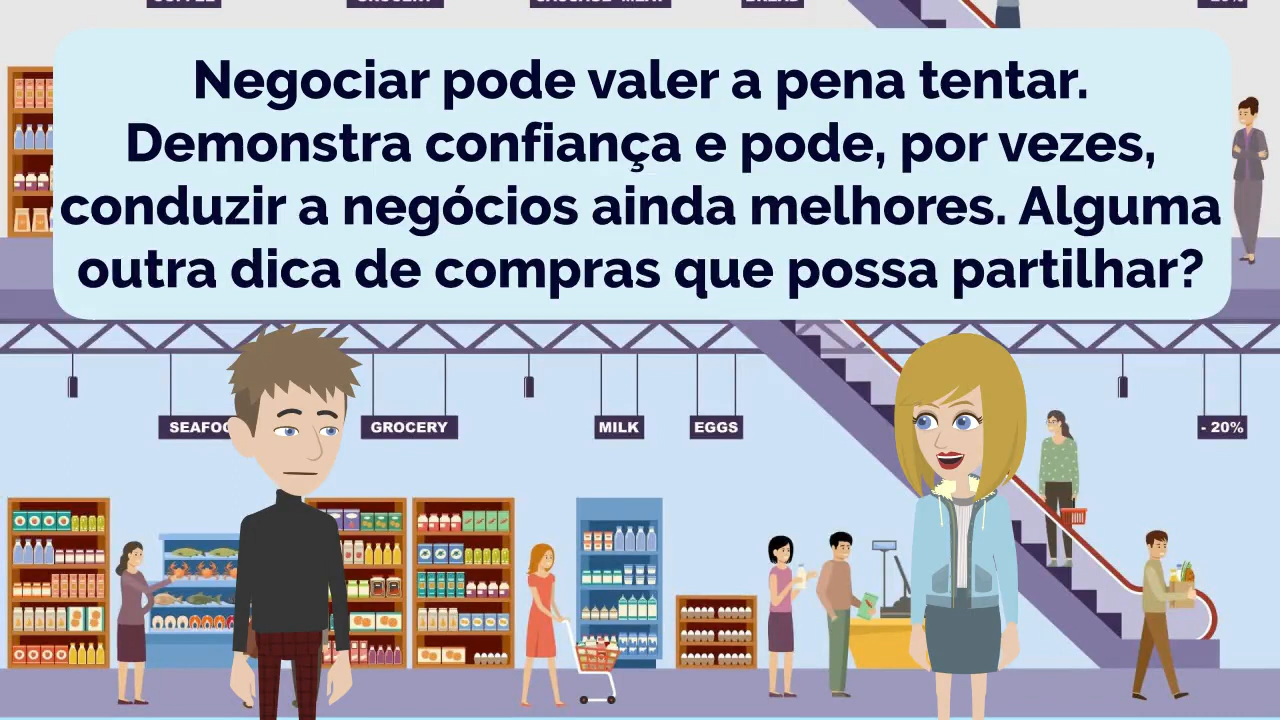 Negociar pode valer a pena tentar.
Demonstra confiança e pode, por vezes,
conduzir a negócios ainda melhores. Alguma
outra dica de compras que possa partilhar?
GROCERY
MILK
EGGS
- 20%